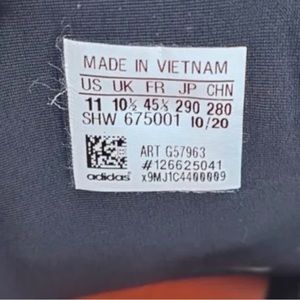 MADE IN VIETNAM
US UK FR JP CHN
11 10½ 45⅓ 290 280
SHW 675001 10/20
ART G57963
#126625041
adidas x9MJ1C4400009